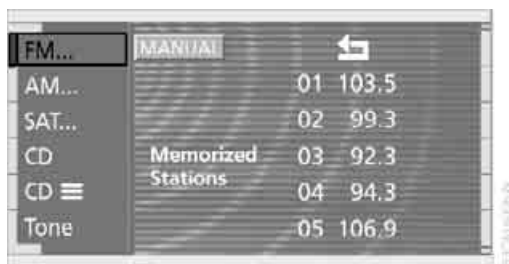 FM... MANUAL
AM... 01 103.5
SAT... 02 99.3
CD Memorized 03 92.3
Stations
CD 04 94.3
Tone 05 106.9